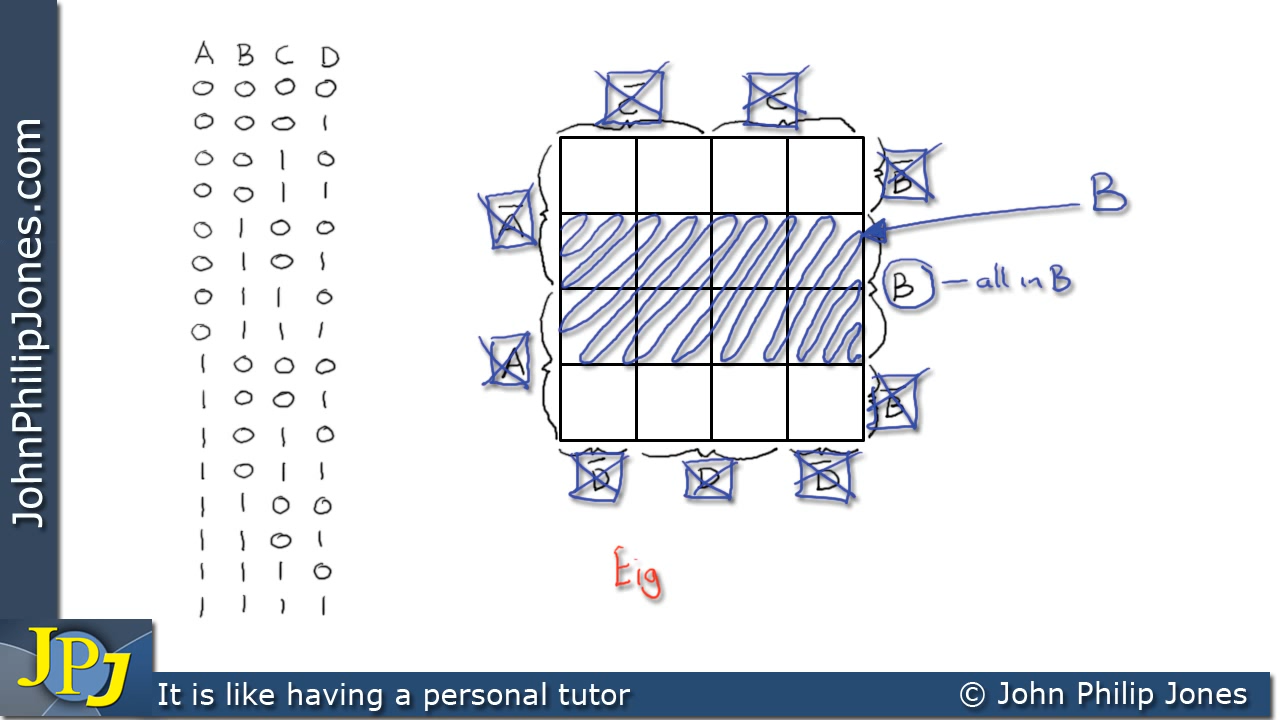 JohnPhilipJones.com
A B C D
0 0 0 0
0 0 0 1
0 0 1 0
0 0 1 1
0 1 0 0
0 1 0 1
0 1 1 0
0 1 1 1
1 0 0 0
1 0 0 1
1 0 1 0
1 0 1 1
1 1 0 0
1 1 0 1
1 1 1 0
1 1 1 1
C̅ C
A̅
A
B̅
B
B – all in B
B̅
D̅ D D̅
Eig
JPJ
It is like having a personal tutor
© John Philip Jones